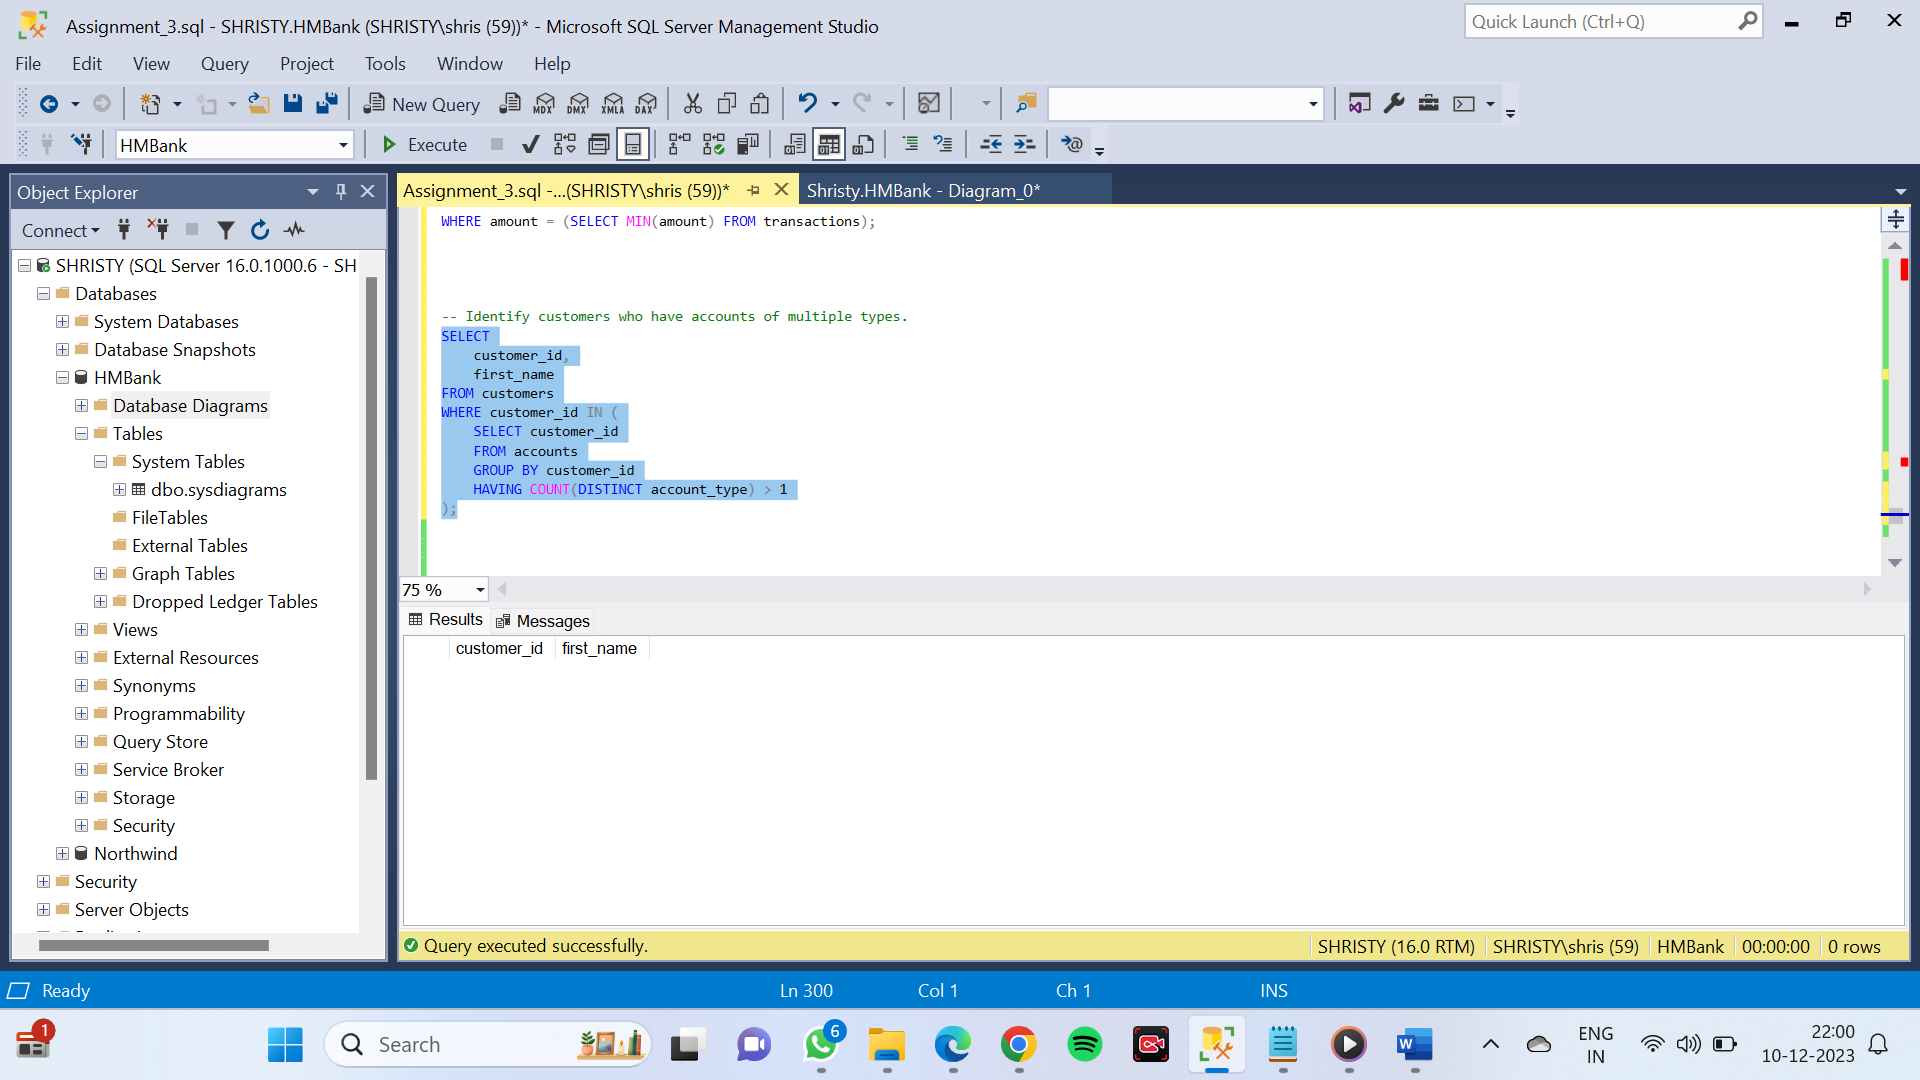 Assignment_3.sql - SHRISTY.HMBank (SHRISTY\shris (59))* - Microsoft SQL Server Management Studio
Quick Launch (Ctrl+Q)
File Edit View Query Project Tools Window Help
New Query
MDX DMX XMLA DAX
HMBank
Execute
Object Explorer
Assignment_3.sql -...(SHRISTY\shris (59))*
Shristy.HMBank - Diagram_0*
Connect
SHRISTY (SQL Server 16.0.1000.6 - SH
Databases
System Databases
Database Snapshots
HMBank
Database Diagrams
Tables
System Tables
dbo.sysdiagrams
FileTables
External Tables
Graph Tables
Dropped Ledger Tables
Views
External Resources
Synonyms
Programmability
Query Store
Service Broker
Storage
Security
Northwind
Security
Server Objects
WHERE amount = (SELECT MIN(amount) FROM transactions);
-- Identify customers who have accounts of multiple types.
SELECT
customer_id,
first_name
FROM customers
WHERE customer_id IN (
SELECT customer_id
FROM accounts
GROUP BY customer_id
HAVING COUNT(DISTINCT account_type) > 1
);
75 %
Results Messages
customer_id first_name
Query executed successfully.
SHRISTY (16.0 RTM) SHRISTY\shris (59) HMBank 00:00:00 0 rows
Ready
Ln 300 Col 1 Ch 1 INS
1
Search
6
ENG
IN
22:00
10-12-2023